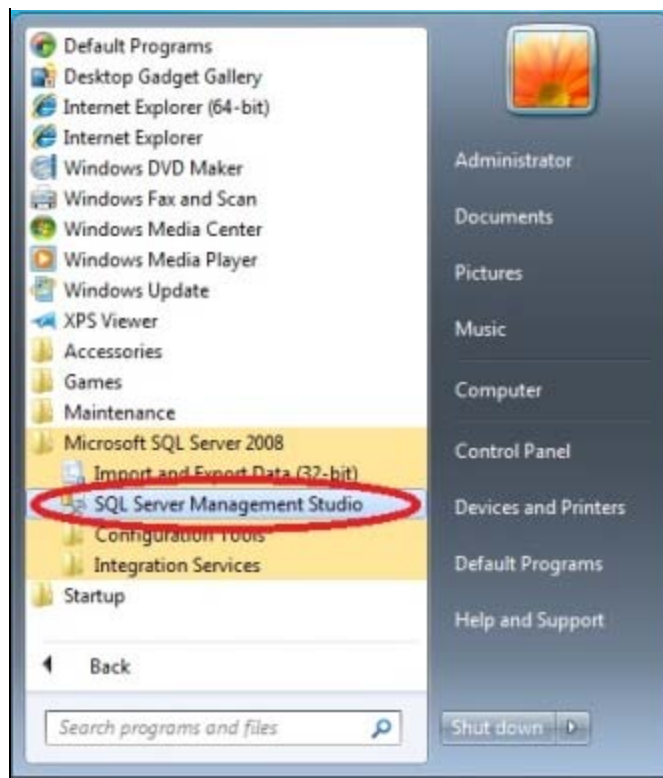 Default Programs
Desktop Gadget Gallery
Internet Explorer (64-bit)
Internet Explorer
Windows DVD Maker
Windows Fax and Scan
Windows Media Center
Windows Media Player
Windows Update
XPS Viewer
Accessories
Games
Maintenance
Microsoft SQL Server 2008
Import and Export Data (32-bit)
SQL Server Management Studio
Configuration Tools
Integration Services
Startup
Back
Search programs and files
Administrator
Documents
Pictures
Music
Computer
Control Panel
Devices and Printers
Default Programs
Help and Support
Shut down